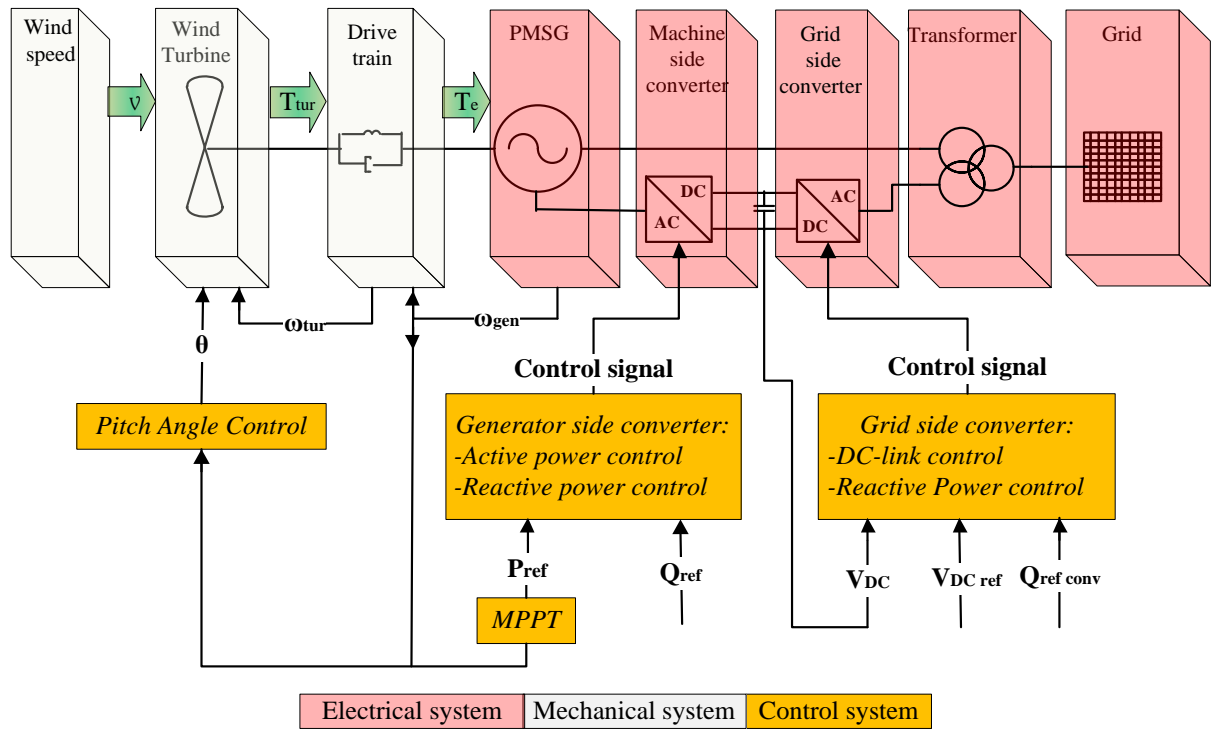 Wind
speed
Wind
Turbine
Drive
train
PMSG
Machine
side
converter
Grid
side
converter
Transformer
Grid
ν
Ttur
Te
DC
AC
AC
DC
ωtur
ωgen
θ
Control signal
Control signal
Pitch Angle Control
Generator side converter:
-Active power control
-Reactive power control
Grid side converter:
-DC-link control
-Reactive Power control
Pref
Qref
VDC
VDC ref
Qref conv
MPPT
Electrical system
Mechanical system
Control system